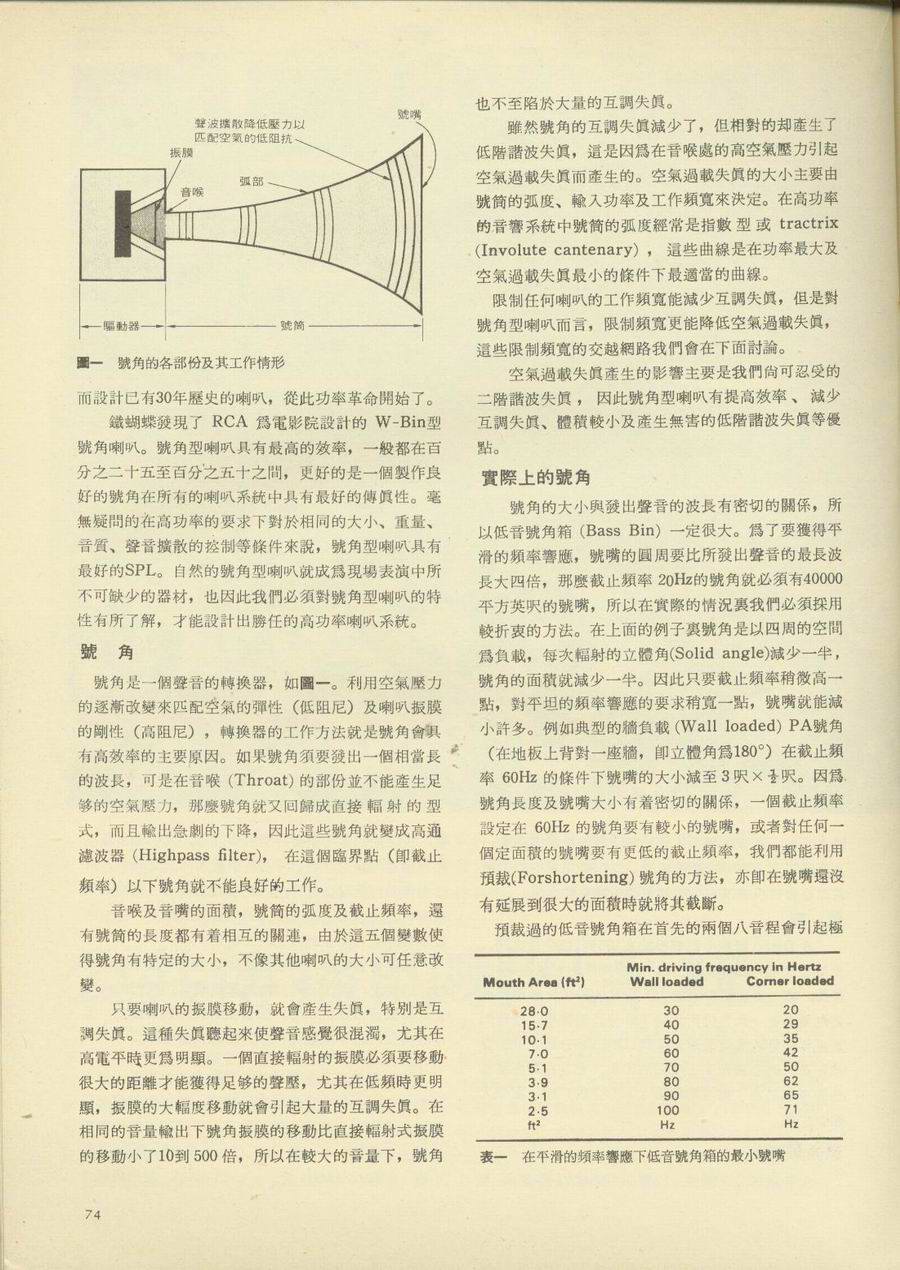 聲波擴散降低壓力以
匹配空氣的低阻抗
號嘴
振膜
音喉
弧部
驅動器
號筒
圖一　號角的各部份及其工作情形
而設計已有30年歷史的喇叭，從此功率革命開始了。
鐵蝴蝶發現了 RCA 爲電影院設計的 W-Bin型
號角喇叭。號角型喇叭具有最高的效率，一般都在百
分之二十五至百分之五十之間，更好的是一個製作良
好的號角在所有的喇叭系統中具有最好的傳眞性。毫
無疑問的在高功率的要求下對於相同的大小、重量、
音質、聲音擴散的控制等條件來說，號角型喇叭具有
最好的SPL。自然的號角型喇叭就成爲現場表演中所
不可缺少的器材，也因此我們必須對號角型喇叭的特
性有所了解，才能設計出勝任的高功率喇叭系統。
號　角
號角是一個聲音的轉換器，如圖一。利用空氣壓力
的逐漸改變來匹配空氣的彈性（低阻尼）及喇叭振膜
的剛性（高阻尼），轉換器的工作方法就是號角會具
有高效率的主要原因。如果號角須要發出一個相當長
的波長，可是在音喉 (Throat) 的部份並不能產生足
够的空氣壓力，那麼號角就又回歸成直接 輻 射 的 型
式，而且輸出急劇的下降，因此這些號角就變成高通
濾波器 (Highpass filter)， 在這個臨界點（卽截止
頻率）以下號角就不能良好的工作。
音喉及音嘴的面積，號筒的弧度及截止頻率，還
有號筒的長度都有着相互的關連，由於這五個變數使
得號角有特定的大小，不像其他喇叭的大小可任意改
變。
只要喇叭的振膜移動，就會產生失眞，特别是互
調失眞。這種失眞聽起來使聲音感覺很混濁，尤其在
高電平時更爲明顯。一個直接輻射的振膜必須要移動
很大的距離才能獲得足够的聲壓，尤其在低頻時更明
顯，振膜的大幅度移動就會引起大量的互調失眞。在
相同的音量輸出下號角振膜的移動比直接輻射式振膜
的移動小了10到 500 倍，所以在較大的音量下，號角
74
也不至陷於大量的互調失眞。
雖然號角的互調失眞減少了，但相對的却產生了
低階諧波失眞，這是因爲在音喉處的高空氣壓力引起
空氣過載失眞而產生的。空氣過載失眞的大小主要由
號筒的弧度、輸入功率及工作頻寬來決定。在高功率
的音響系統中號筒的弧度經常是指數 型 或 tractrix
(Involute cantenary) ， 這些曲線是在功率最大及
空氣過載失眞最小的條件下最適當的曲線。
限制任何喇叭的工作頻寬能減少互調失眞，但是對
號角型喇叭而言，限制頻寬更能降低空氣過載失眞，
這些限制頻寬的交越網路我們會在下面討論。
空氣過載失眞產生的影響主要是我們尙可忍受的
二階諧波失眞 ， 因此號角型喇叭有提高效率 、 減少
互調失眞、體積較小及產生無害的低階諧波失眞等優
點。
實際上的號角
號角的大小與發出聲音的波長有密切的關係，所
以低音號角箱 (Bass Bin) 一定很大。爲了要獲得平
滑的頻率響應，號嘴的圓周要比所發出聲音的最長波
長大四倍，那麼截止頻率 20Hz的號角就必須有40000
平方英呎的號嘴，所以在實際的情況裏我們必須採用
較折衷的方法。在上面的例子裏號角是以四周的空間
爲負載，每次輻射的立體角(Solid angle)減少一半，
號角的面積就減少一半。因此只要截止頻率稍微高一
點，對平坦的頻率響應的要求稍寬一點，號嘴就能減
小許多。例如典型的牆負載 (Wall loaded) PA號角
（在地板上背對一座牆，卽立體角爲180°）在截止頻
率 60Hz 的條件下號嘴的大小減至 3 呎×½呎。因爲
號角長度及號嘴大小有着密切的關係，一個截止頻率
設定在 60Hz 的號角要有較小的號嘴，或者對任何一
個定面積的號嘴要有更低的截止頻率，我們都能利用
預裁(Forshortening) 號角的方法，亦卽在號嘴還沒
有延展到很大的面積時就將其截斷。
預裁過的低音號角箱在首先的兩個八音程會引起極
Min. driving frequency in Hertz
Mouth Area (ft²) Wall loaded Corner loaded
28·0 30 20
15·7 40 29
10·1 50 35
7·0 60 42
5·1 70 50
3·9 80 62
3·1 90 65
2·5 100 71
ft² Hz Hz
表一　在平滑的頻率響應下低音號角箱的最小號嘴